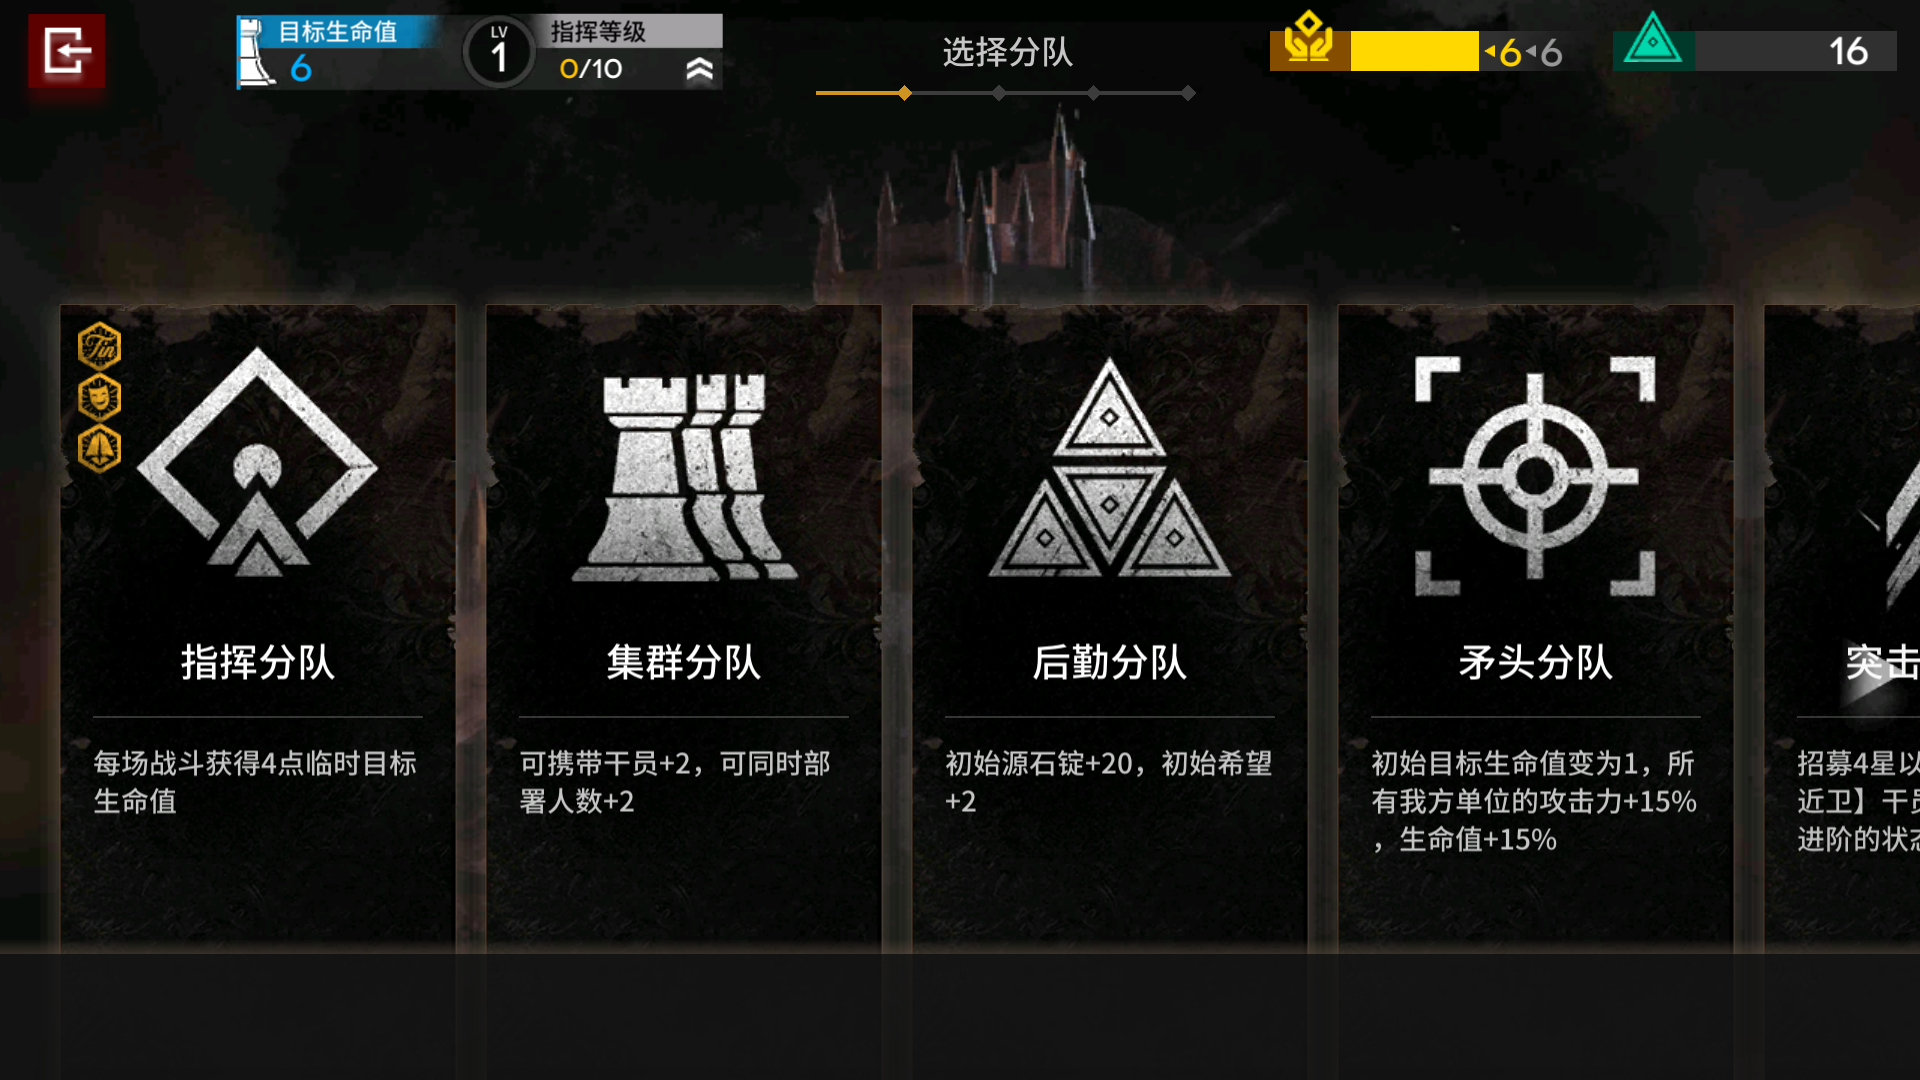 目标生命值
6
LV
1
指挥等级
0/10
选择分队
6
6
16
Tin
指挥分队
每场战斗获得4点临时目标
生命值
集群分队
可携带干员+2，可同时部
署人数+2
后勤分队
初始源石锭+20，初始希望
+2
矛头分队
初始目标生命值变为1，所
有我方单位的攻击力+15%
，生命值+15%
突击
招募4星以
近卫】干员
进阶的状态